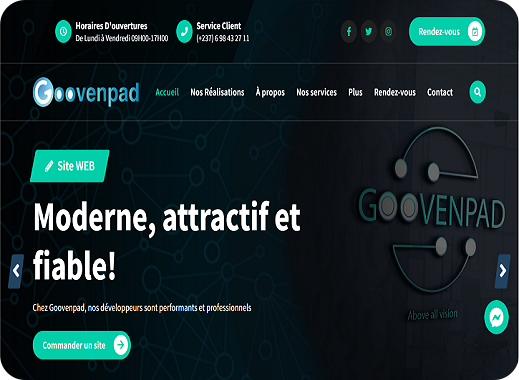 Horaires D'ouvertures
De Lundi à Vendredi 09H00-17H00
Service Client
(+237) 6 98 43 27 11
Rendez-vous
Goovenpad
Accueil Nos Réalisations À propos Nos services Plus Rendez-vous Contact
Site WEB
Moderne, attractif et
fiable!
Chez Goovenpad, nos développeurs sont performants et professionnels
Commander un site
GOOVENPAD
Above all vision